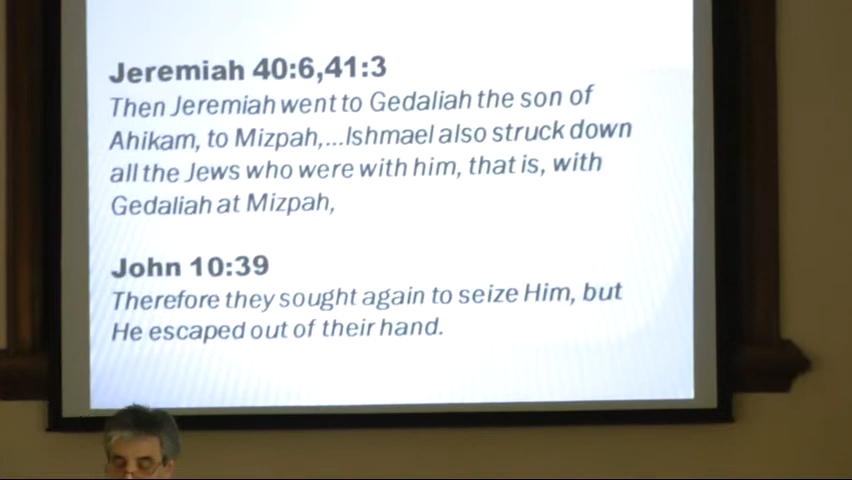 Jeremiah 40:6,41:3
Then Jeremiah went to Gedaliah the son of
Ahikam, to Mizpah,...Ishmael also struck down
all the Jews who were with him, that is, with
Gedaliah at Mizpah,
John 10:39
Therefore they sought again to seize Him, but
He escaped out of their hand.